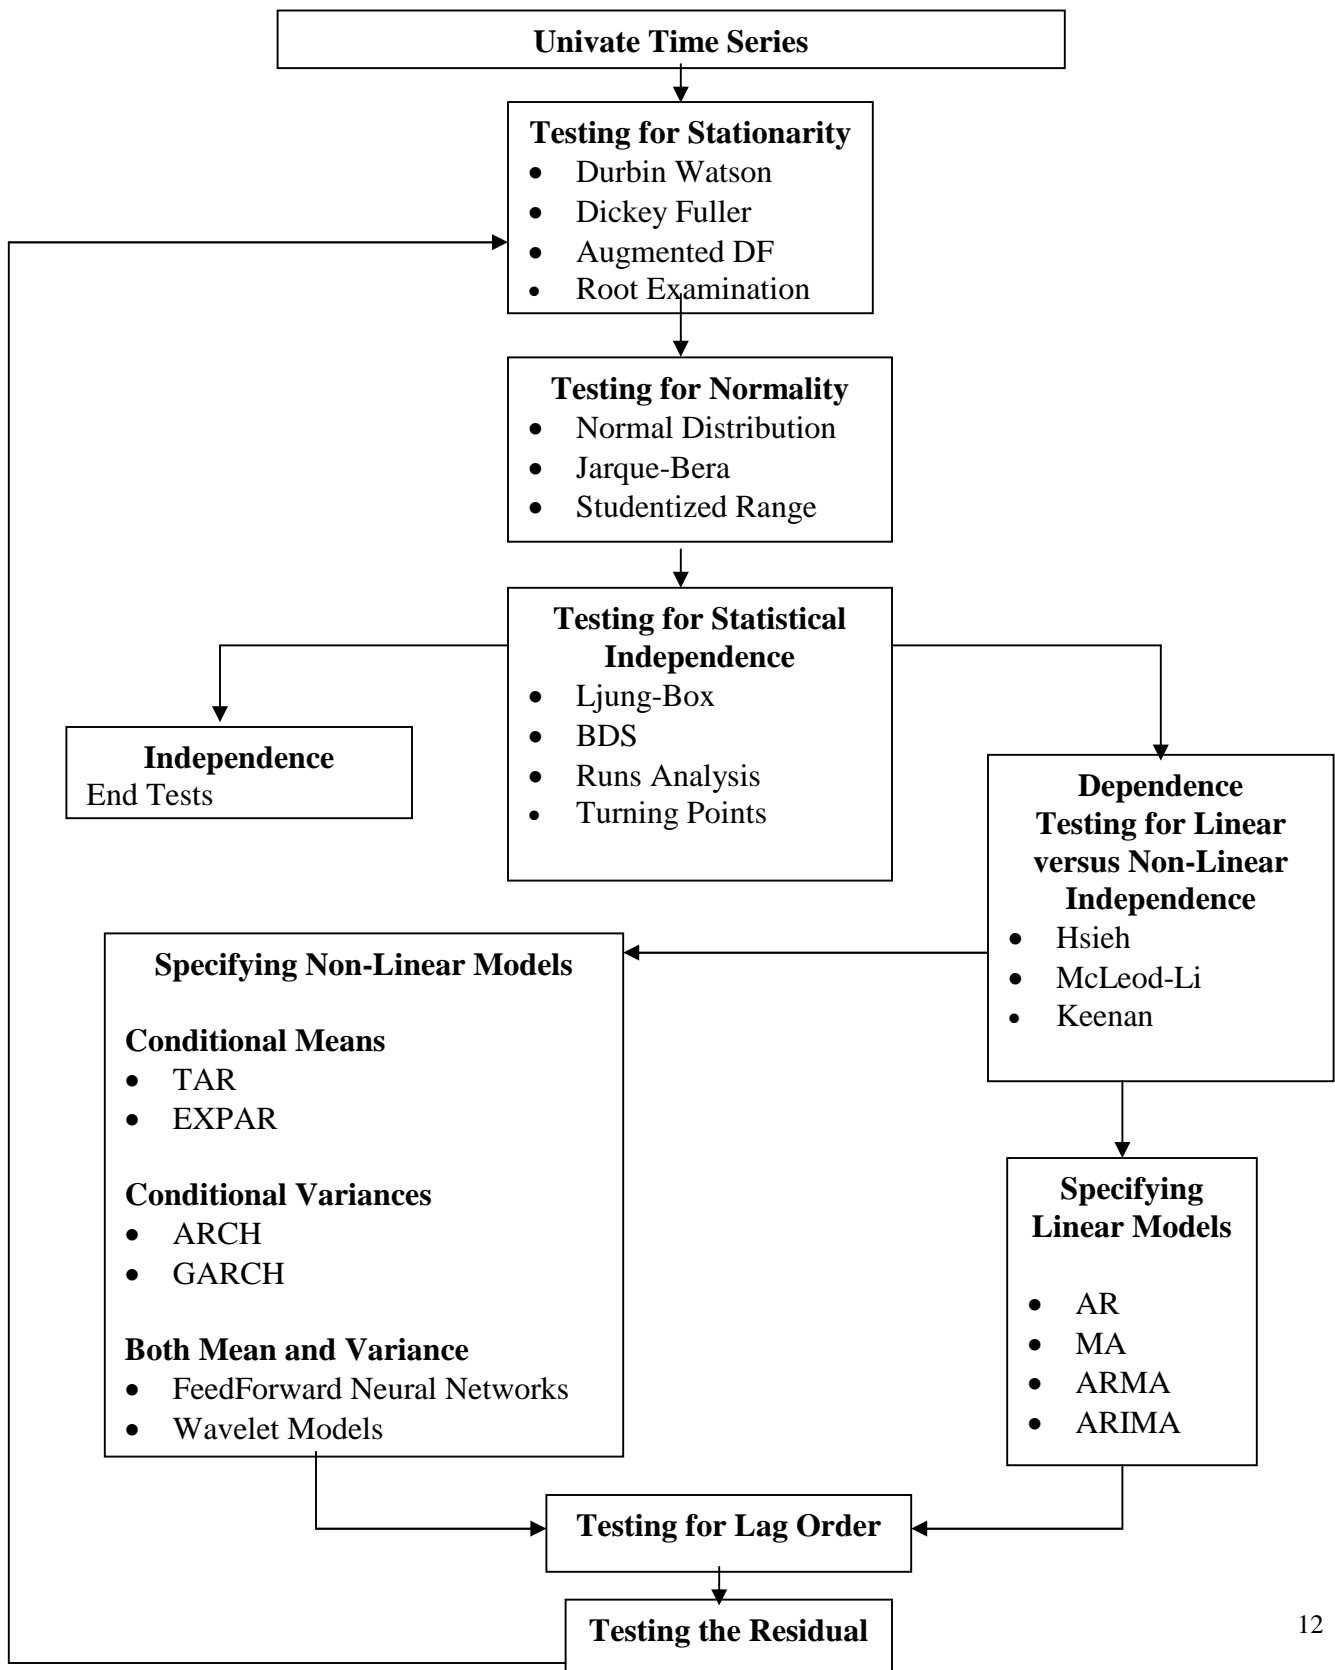 Univate Time Series
Testing for Stationarity
• Durbin Watson
• Dickey Fuller
• Augmented DF
• Root Examination
Testing for Normality
• Normal Distribution
• Jarque-Bera
• Studentized Range
Testing for Statistical
Independence
• Ljung-Box
• BDS
• Runs Analysis
• Turning Points
Independence
End Tests
Dependence
Testing for Linear
versus Non-Linear
Independence
• Hsieh
• McLeod-Li
• Keenan
Specifying Non-Linear Models
Conditional Means
• TAR
• EXPAR
Conditional Variances
• ARCH
• GARCH
Both Mean and Variance
• FeedForward Neural Networks
• Wavelet Models
Specifying
Linear Models
• AR
• MA
• ARMA
• ARIMA
Testing for Lag Order
Testing the Residual
12